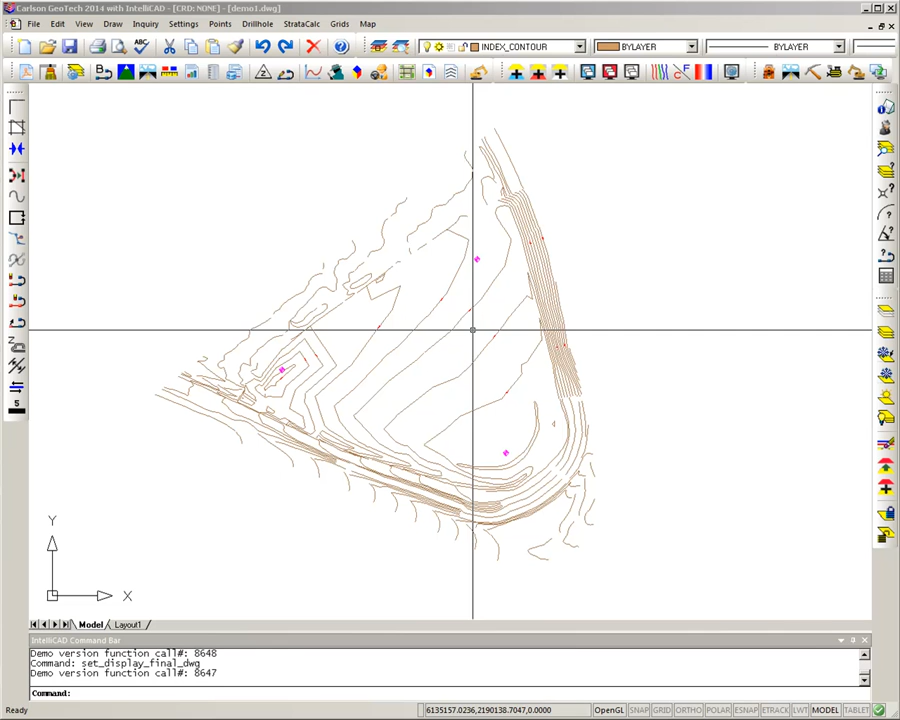 Carlson GeoTech 2014 with IntelliCAD - [CRD: NONE] - [demo1.dwg]
File Edit View Draw Inquiry Settings Points Drillhole StrataCalc Grids Map
INDEX_CONTOUR BYLAYER BYLAYER
5
Y
X
Model Layout1
IntelliCAD Command Bar
Demo version function call#: 8648
Command: set_display_final_dwg
Demo version function call#: 8647
Command:
Ready 6135157.0236,2190138.7047,0.0000 OpenGL SNAP GRID ORTHO POLAR ESNAP ETRACK LWT MODEL TABLET